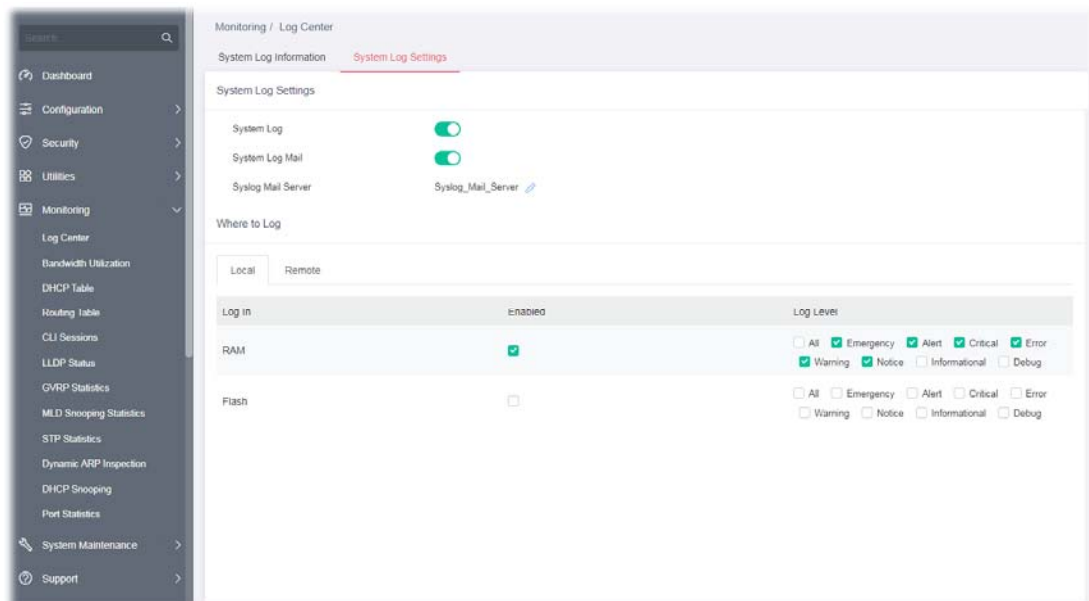 Search...
Dashboard
Configuration
Security
Utilities
Monitoring
Log Center
Bandwidth Utilization
DHCP Table
Routing Table
CLI Sessions
LLDP Status
GVRP Statistics
MLD Snooping Statistics
STP Statistics
Dynamic ARP Inspection
DHCP Snooping
Port Statistics
System Maintenance
Support
Monitoring / Log Center
System Log Information System Log Settings
System Log Settings
System Log
System Log Mail
Syslog Mail Server Syslog_Mail_Server
Where to Log
Local Remote
Log In Enabled Log Level
RAM
All Emergency Alert Critical Error
Warning Notice Informational Debug
Flash
All Emergency Alert Critical Error
Warning Notice Informational Debug